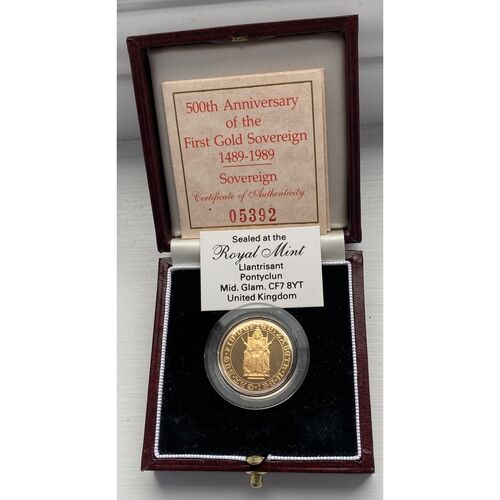 500th Anniversary
of the
First Gold Sovereign
1489-1989
Sovereign
Certificate of Authenticity
05392
Sealed at the
Royal Mint
Llantrisant
Pontyclun
Mid. Glam. CF7 8YT
United Kingdom